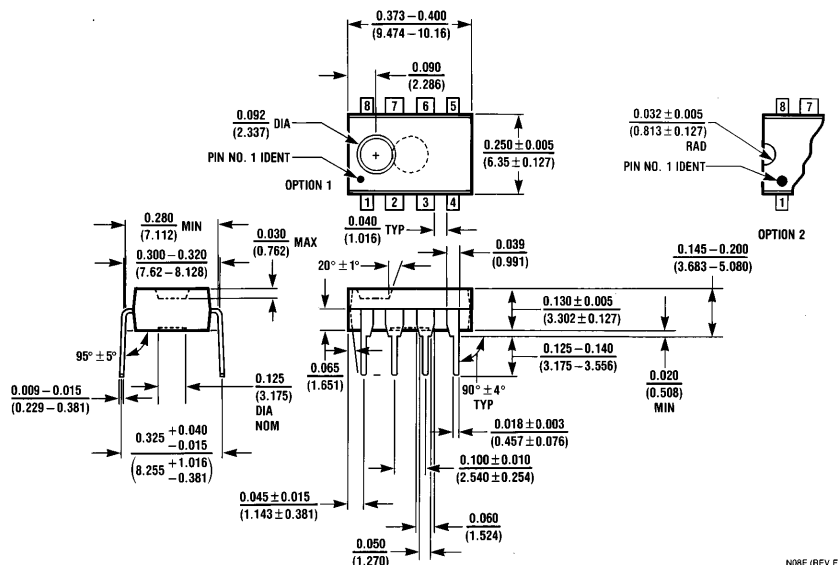 0.373 – 0.400
(9.474 – 10.16)
0.090
(2.286)
8 7 6 5
0.092 DIA
(2.337)
PIN NO. 1 IDENT
OPTION 1
0.250 ± 0.005
(6.35 ± 0.127)
1 2 3 4
0.032 ± 0.005
(0.813 ± 0.127)
RAD
PIN NO. 1 IDENT
8 7
1
OPTION 2
0.280 MIN
(7.112)
0.300 – 0.320
(7.62 – 8.128)
0.030 MAX
(0.762)
0.040 TYP
(1.016)
0.039
(0.991)
0.145 – 0.200
(3.683 – 5.080)
20° ± 1°
0.130 ± 0.005
(3.302 ± 0.127)
95° ± 5°
0.065
(1.651)
0.125 – 0.140
(3.175 – 3.556)
90° ± 4°
TYP
0.020
(0.508)
MIN
0.009 – 0.015
(0.229 – 0.381)
0.125
(3.175)
DIA
NOM
0.018 ± 0.003
(0.457 ± 0.076)
0.325 +0.040 −0.015
(8.255 +1.016 −0.381)
0.100 ± 0.010
(2.540 ± 0.254)
0.045 ± 0.015
(1.143 ± 0.381)
0.060
(1.524)
0.050
(1.270)